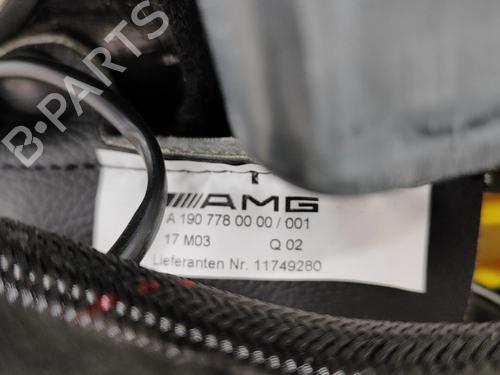 B-PARTS
AMG
A 190 778 00 00 / 001
17 M03 Q 02
Lieferanten Nr. 11749280